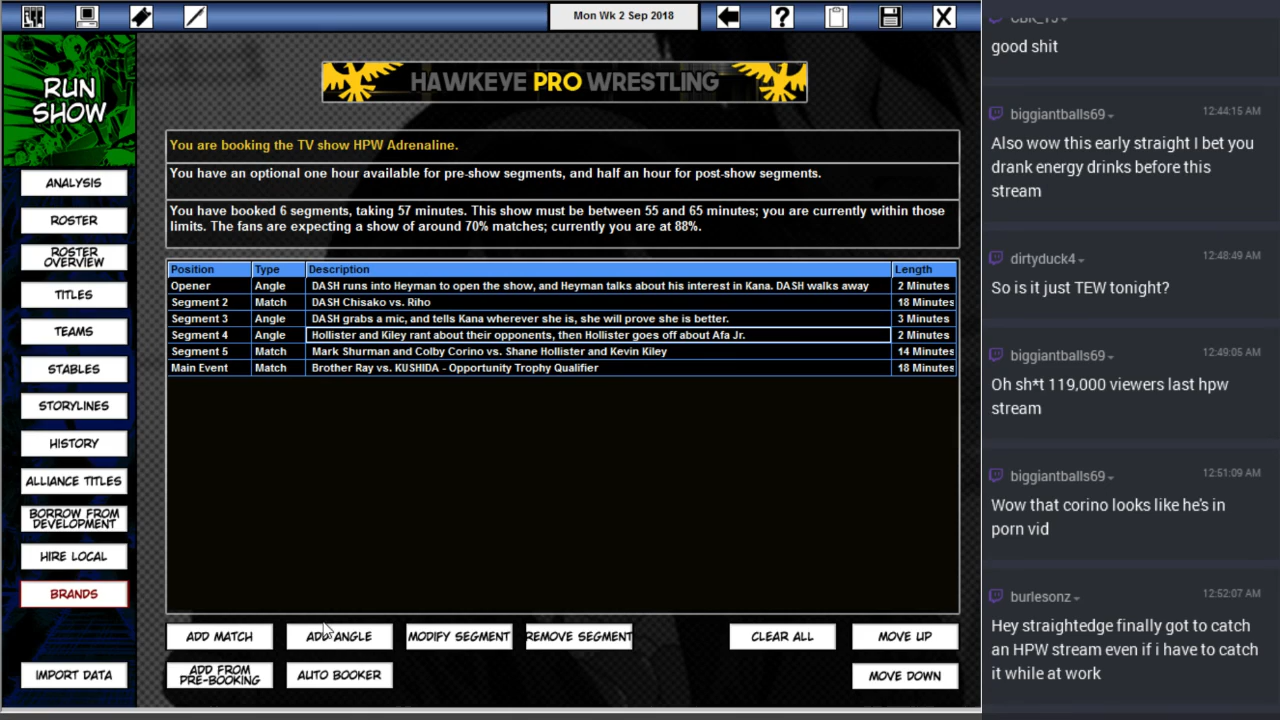 Mon Wk 2 Sep 2018
?
RUN
SHOW
HAWKEYE PRO WRESTLING
You are booking the TV show HPW Adrenaline.
You have an optional one hour available for pre-show segments, and half an hour for post-show segments.
You have booked 6 segments, taking 57 minutes. This show must be between 55 and 65 minutes; you are currently within those
limits. The fans are expecting a show of around 70% matches; currently you are at 88%.
Position Type Description Length
Opener Angle DASH runs into Heyman to open the show, and Heyman talks about his interest in Kana. DASH walks away 2 Minutes
Segment 2 Match DASH Chisako vs. Riho 18 Minutes
Segment 3 Angle DASH grabs a mic, and tells Kana wherever she is, she will prove she is better. 3 Minutes
Segment 4 Angle Hollister and Kiley rant about their opponents, then Hollister goes off about Afa Jr. 2 Minutes
Segment 5 Match Mark Shurman and Colby Corino vs. Shane Hollister and Kevin Kiley 14 Minutes
Main Event Match Brother Ray vs. KUSHIDA - Opportunity Trophy Qualifier 18 Minutes
ANALYSIS
ROSTER
ROSTER
OVERVIEW
TITLES
TEAMS
STABLES
STORYLINES
HISTORY
ALLIANCE TITLES
BORROW FROM
DEVELOPMENT
HIRE LOCAL
BRANDS
IMPORT DATA
ADD MATCH
ADD ANGLE
MODIFY SEGMENT
REMOVE SEGMENT
CLEAR ALL
MOVE UP
ADD FROM
PRE-BOOKING
AUTO BOOKER
MOVE DOWN
good shit
biggiantballs69 12:44:15 AM
Also wow this early straight I bet you
drank energy drinks before this
stream
dirtyduck4 12:48:49 AM
So is it just TEW tonight?
biggiantballs69 12:49:05 AM
Oh sh*t 119,000 viewers last hpw
stream
biggiantballs69 12:51:09 AM
Wow that corino looks like he's in
porn vid
burlesonz 12:52:07 AM
Hey straightedge finally got to catch
an HPW stream even if i have to catch
it while at work